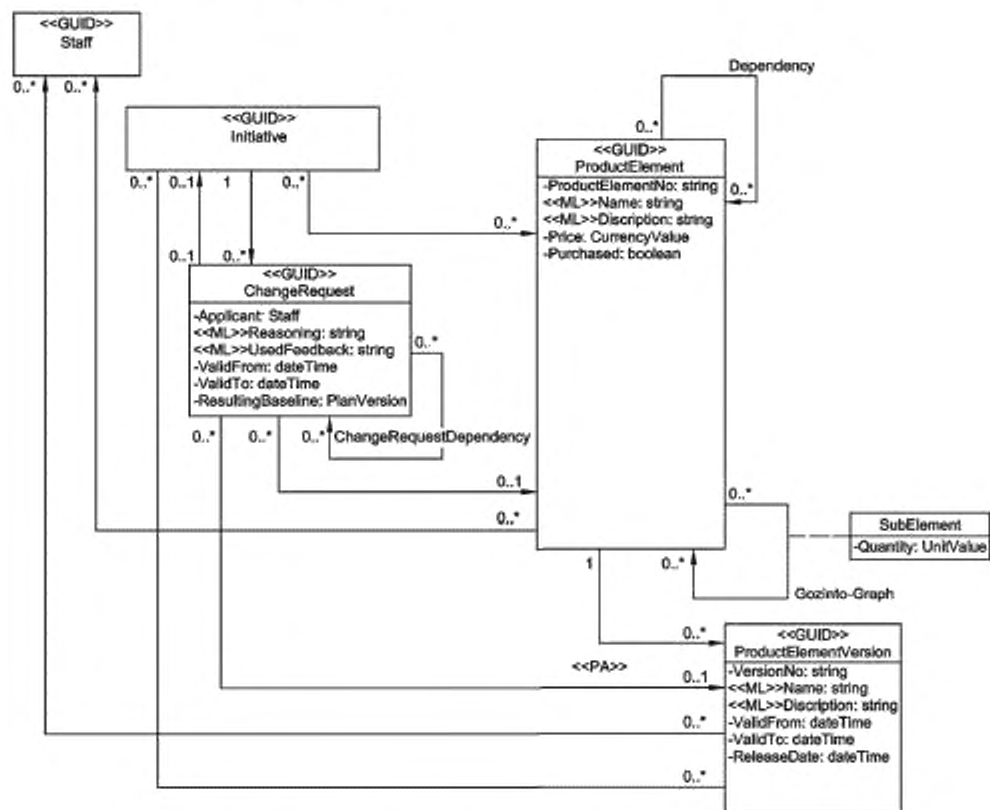 <<GUID>>
Staff
0..*
0..*
<<GUID>>
Initiative
0..*
0..1
1
0..*
Dependency
0..*
<<GUID>>
ProductElement
-ProductElementNo: string
<<ML>>Name: string
<<ML>>Discription: string
-Price: CurrencyValue
-Purchased: boolean
0..*
0..*
0..1
0..*
<<GUID>>
ChangeRequest
-Applicant: Staff
<<ML>>Reasoning: string
<<ML>>UsedFeedback: string
-ValidFrom: dateTime
-ValidTo: dateTime
-ResultingBaseline: PlanVersion
0..*
0..*
0..*
0..*
ChangeRequestDependency
0..1
0..*
0..*
SubElement
-Quantity: UnitValue
1
0..*
Gozinto-Graph
0..*
<<GUID>>
ProductElementVersion
-VersionNo: string
<<ML>>Name: string
<<ML>>Discription: string
-ValidFrom: dateTime
-ValidTo: dateTime
-ReleaseDate: dateTime
<<PA>>
0..1
0..*
0..*